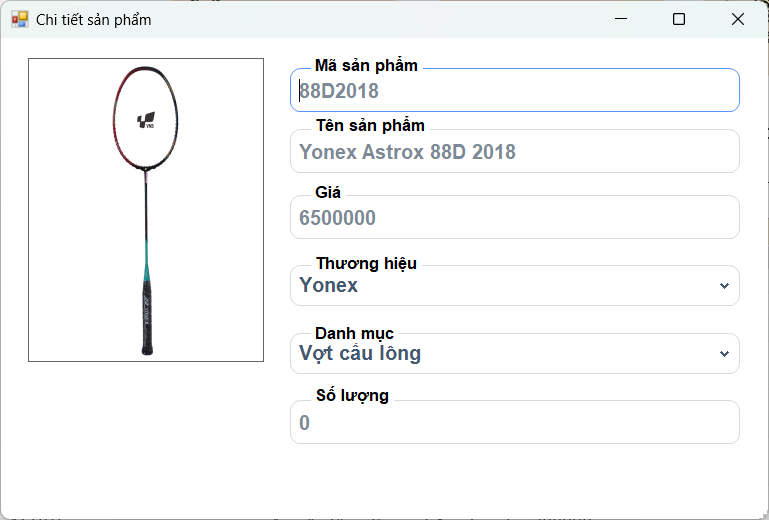 Chi tiết sản phẩm
Mã sản phẩm
88D2018
Tên sản phẩm
Yonex Astrox 88D 2018
Giá
6500000
Thương hiệu
Yonex
Danh mục
Vợt cầu lông
Số lượng
0
VNB